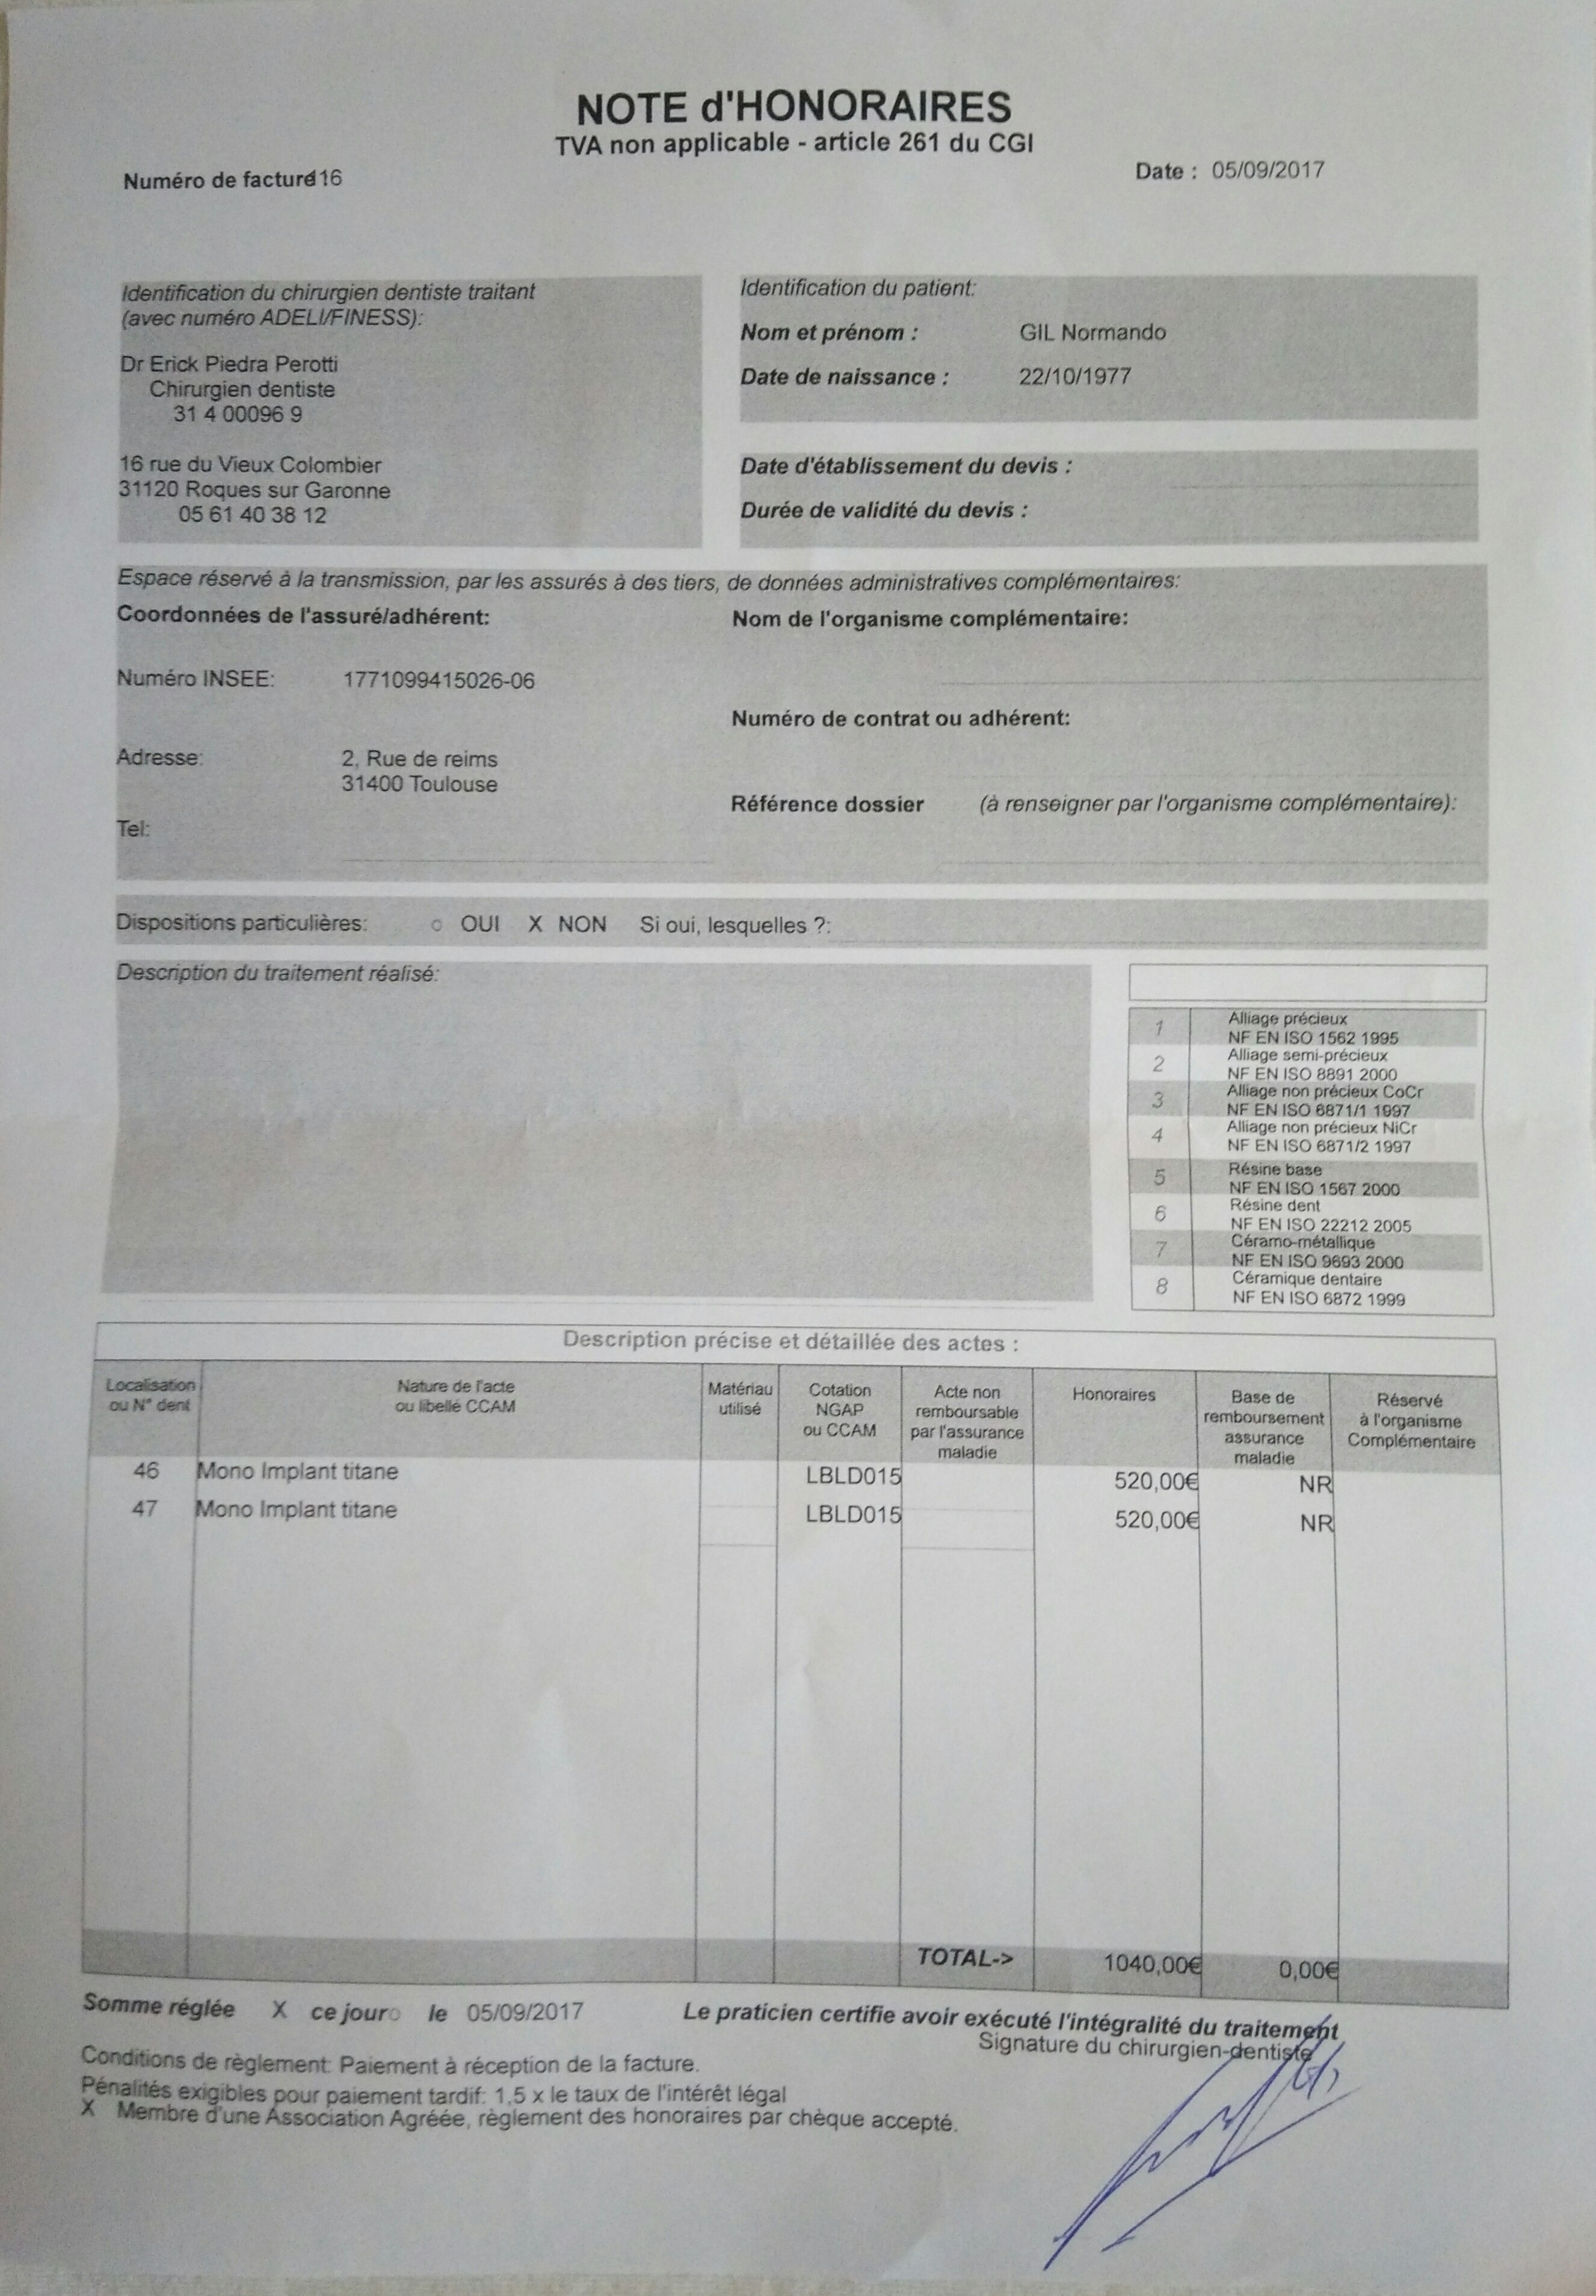 NOTE d'HONORAIRES
TVA non applicable - article 261 du CGI
Numéro de facture 116
Date : 05/09/2017
Identification du chirurgien dentiste traitant
(avec numéro ADELI/FINESS):
Dr Erick Piedra Perotti
Chirurgien dentiste
31 4 00096 9
16 rue du Vieux Colombier
31120 Roques sur Garonne
05 61 40 38 12
Identification du patient:
Nom et prénom : GIL Normando
Date de naissance : 22/10/1977
Date d'établissement du devis :
Durée de validité du devis :
Espace réservé à la transmission, par les assurés à des tiers, de données administratives complémentaires:
Coordonnées de l'assuré/adhérent:
Numéro INSEE: 1771099415026-06
Adresse: 2, Rue de reims
31400 Toulouse
Tel:
Nom de l'organisme complémentaire:
Numéro de contrat ou adhérent:
Référence dossier (à renseigner par l'organisme complémentaire):
Dispositions particulières: o OUI X NON Si oui, lesquelles ?:
Description du traitement réalisé:
1 Alliage précieux
NF EN ISO 1562 1995
2 Alliage semi-précieux
NF EN ISO 8891 2000
3 Alliage non précieux CoCr
NF EN ISO 6871/1 1997
4 Alliage non précieux NiCr
NF EN ISO 6871/2 1997
5 Résine base
NF EN ISO 1567 2000
6 Résine dent
NF EN ISO 22212 2005
7 Céramo-métallique
NF EN ISO 9693 2000
8 Céramique dentaire
NF EN ISO 6872 1999
Description précise et détaillée des actes :
Localisation
ou N° dent
Nature de l'acte
ou libellé CCAM
Matériau
utilisé
Cotation
NGAP
ou CCAM
Acte non
remboursable
par l'assurance
maladie
Honoraires
Base de
remboursement
assurance
maladie
Réservé
à l'organisme
Complémentaire
46 Mono Implant titane LBLD015 520,00€ NR
47 Mono Implant titane LBLD015 520,00€ NR
TOTAL-> 1040,00€ 0,00€
Somme réglée X ce jour o le 05/09/2017
Le praticien certifie avoir exécuté l'intégralité du traitement
Signature du chirurgien-dentiste
Conditions de règlement: Paiement à réception de la facture.
Pénalités exigibles pour paiement tardif: 1,5 x le taux de l'intérêt légal
X Membre d'une Association Agréée, règlement des honoraires par chèque accepté.